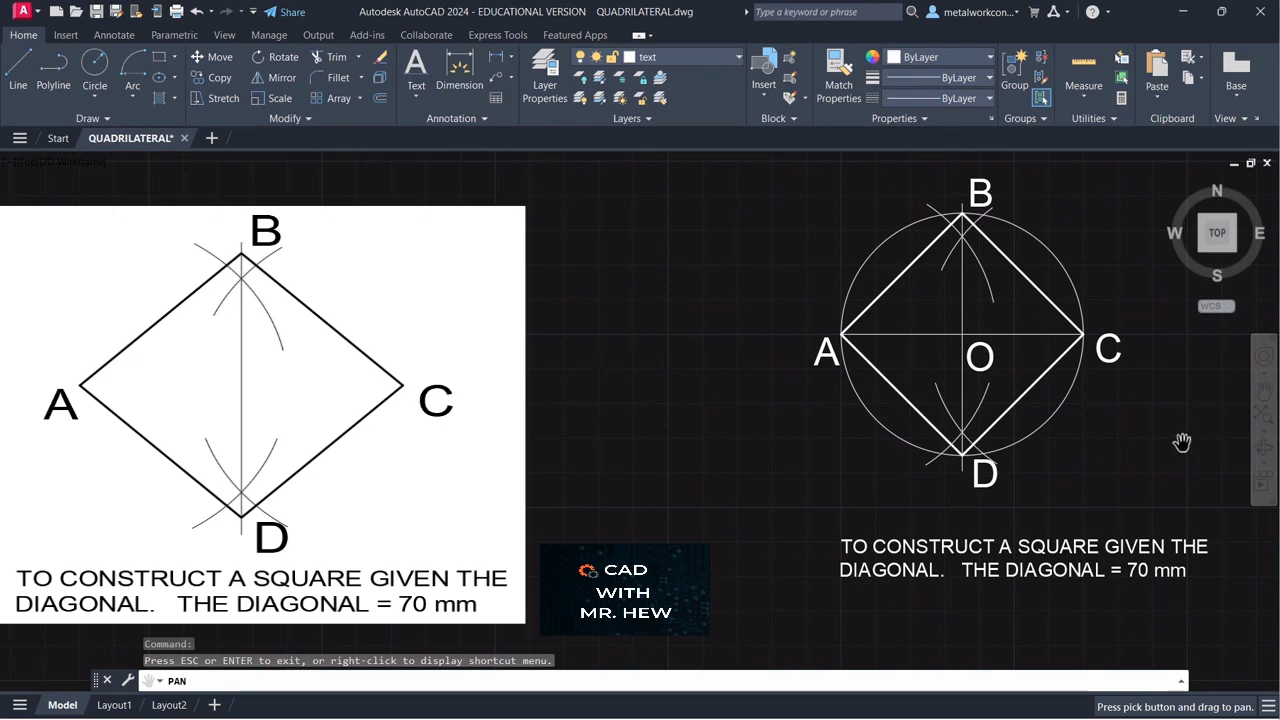 Share
Autodesk AutoCAD 2024 - EDUCATIONAL VERSION QUADRILATERAL.dwg
Type a keyword or phrase
metalworkcon...
Home Insert Annotate Parametric View Manage Output Add-ins Collaborate Express Tools Featured Apps
Line Polyline Circle Arc
Move Rotate Trim
Copy Mirror Fillet
Stretch Scale Array
Text Dimension
Layer Properties
text
Insert
Match Properties
ByLayer
ByLayer
ByLayer
Group
Measure
Paste
Base
Draw Modify Annotation Layers Block Properties Groups Utilities Clipboard View
Start QUADRILATERAL*
B
A
C
D
TO CONSTRUCT A SQUARE GIVEN THE
DIAGONAL. THE DIAGONAL = 70 mm
CAD
WITH
MR. HEW
B
A
O
C
D
TO CONSTRUCT A SQUARE GIVEN THE
DIAGONAL. THE DIAGONAL = 70 mm
N
W
TOP
E
S
WCS
Command:
Press ESC or ENTER to exit, or right-click to display shortcut menu.
PAN
Model Layout1 Layout2
Press pick button and drag to pan.